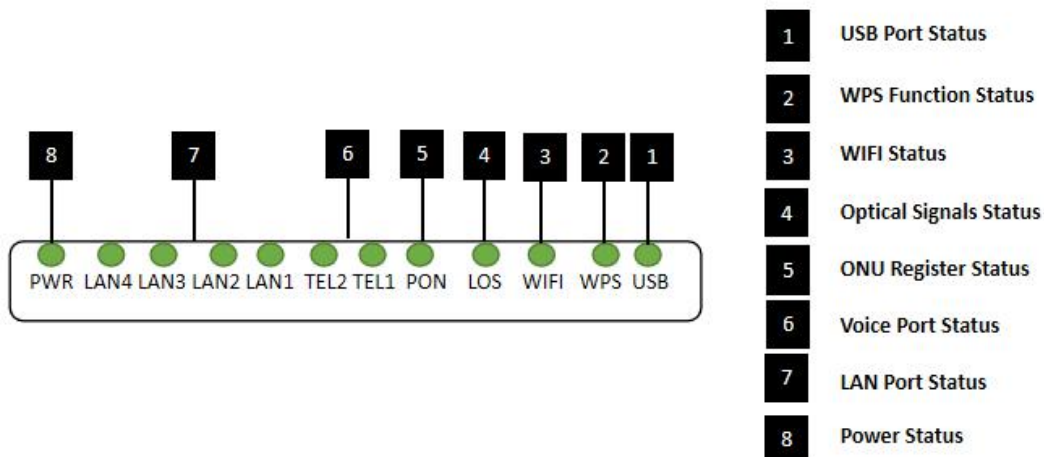 1 USB Port Status
2 WPS Function Status
8 7 6 5 4 3 2 1
3 WIFI Status
4 Optical Signals Status
PWR LAN4 LAN3 LAN2 LAN1 TEL2 TEL1 PON LOS WIFI WPS USB
5 ONU Register Status
6 Voice Port Status
7 LAN Port Status
8 Power Status